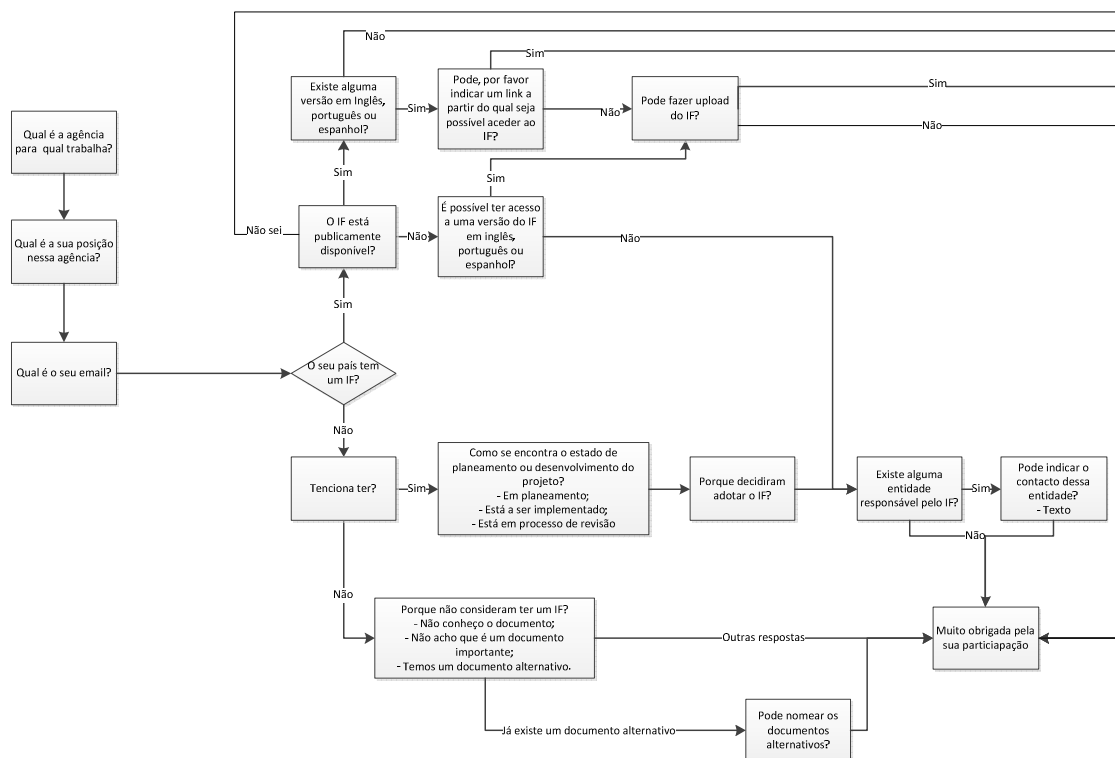 Não
Sim
Existe alguma
versão em Inglês,
português ou
espanhol?
Sim
Pode, por favor
indicar um link a
partir do qual seja
possível aceder ao
IF?
Não
Pode fazer upload
do IF?
Sim
Não
Qual é a agência
para qual trabalha?
Sim
Sim
Qual é a sua posição
nessa agência?
Não sei
O IF está
publicamente
disponível?
Não
É possível ter acesso
a uma versão do IF
em inglês,
português ou
espanhol?
Não
Sim
Qual é o seu email?
O seu país tem
um IF?
Não
Tenciona ter?
Sim
Como se encontra o estado de
planeamento ou desenvolvimento do
projeto?
- Em planeamento;
- Está a ser implementado;
- Está em processo de revisão
Porque decidiram
adotar o IF?
Existe alguma
entidade
responsável pelo IF?
Sim
Pode indicar o
contacto dessa
entidade?
- Texto
Não
Não
Porque não consideram ter um IF?
- Não conheço o documento;
- Não acho que é um documento
importante;
- Temos um documento alternativo.
Outras respostas
Muito obrigada pela
sua particiapação
Já existe um documento alternativo
Pode nomear os
documentos
alternativos?